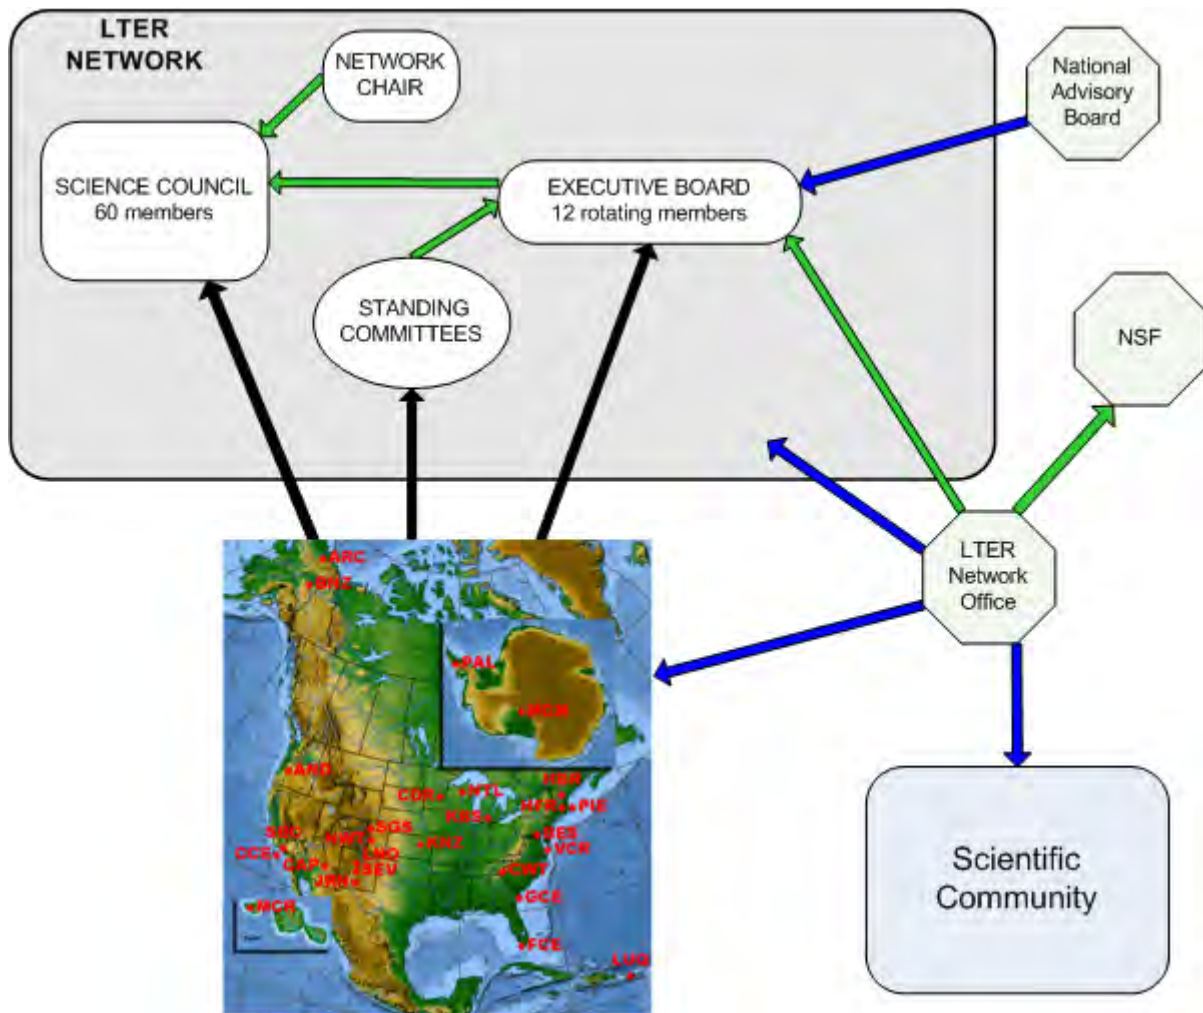 LTER
NETWORK
NETWORK
CHAIR
National
Advisory
Board
SCIENCE COUNCIL
60 members
EXECUTIVE BOARD
12 rotating members
STANDING
COMMITTEES
NSF
LTER
Network
Office
ARC
BNZ
PAL
MCM
AND
HBR
CDR
NTL
HFR
PIE
KBS
SGS
BES
SBC
NWT
KNZ
VCR
CCE
LNO
CAP
SEV
CWT
JRN
GCE
MCR
FCE
LUQ
Scientific
Community